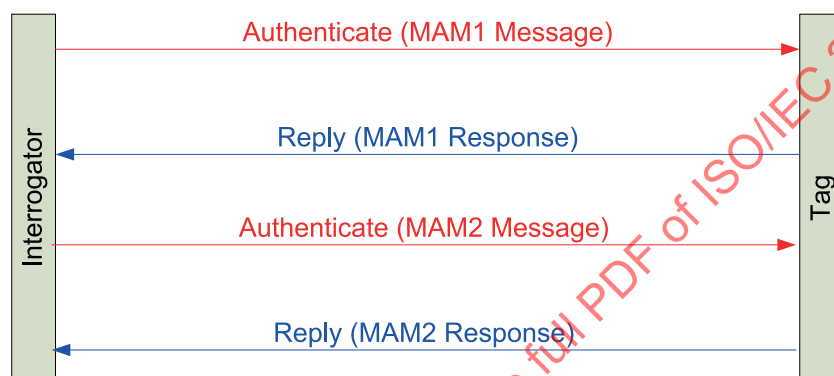 Authenticate (MAM1 Message)
Reply (MAM1 Response)
Authenticate (MAM2 Message)
Reply (MAM2 Response)
Interrogator
Tag
full PDF of ISO/IEC